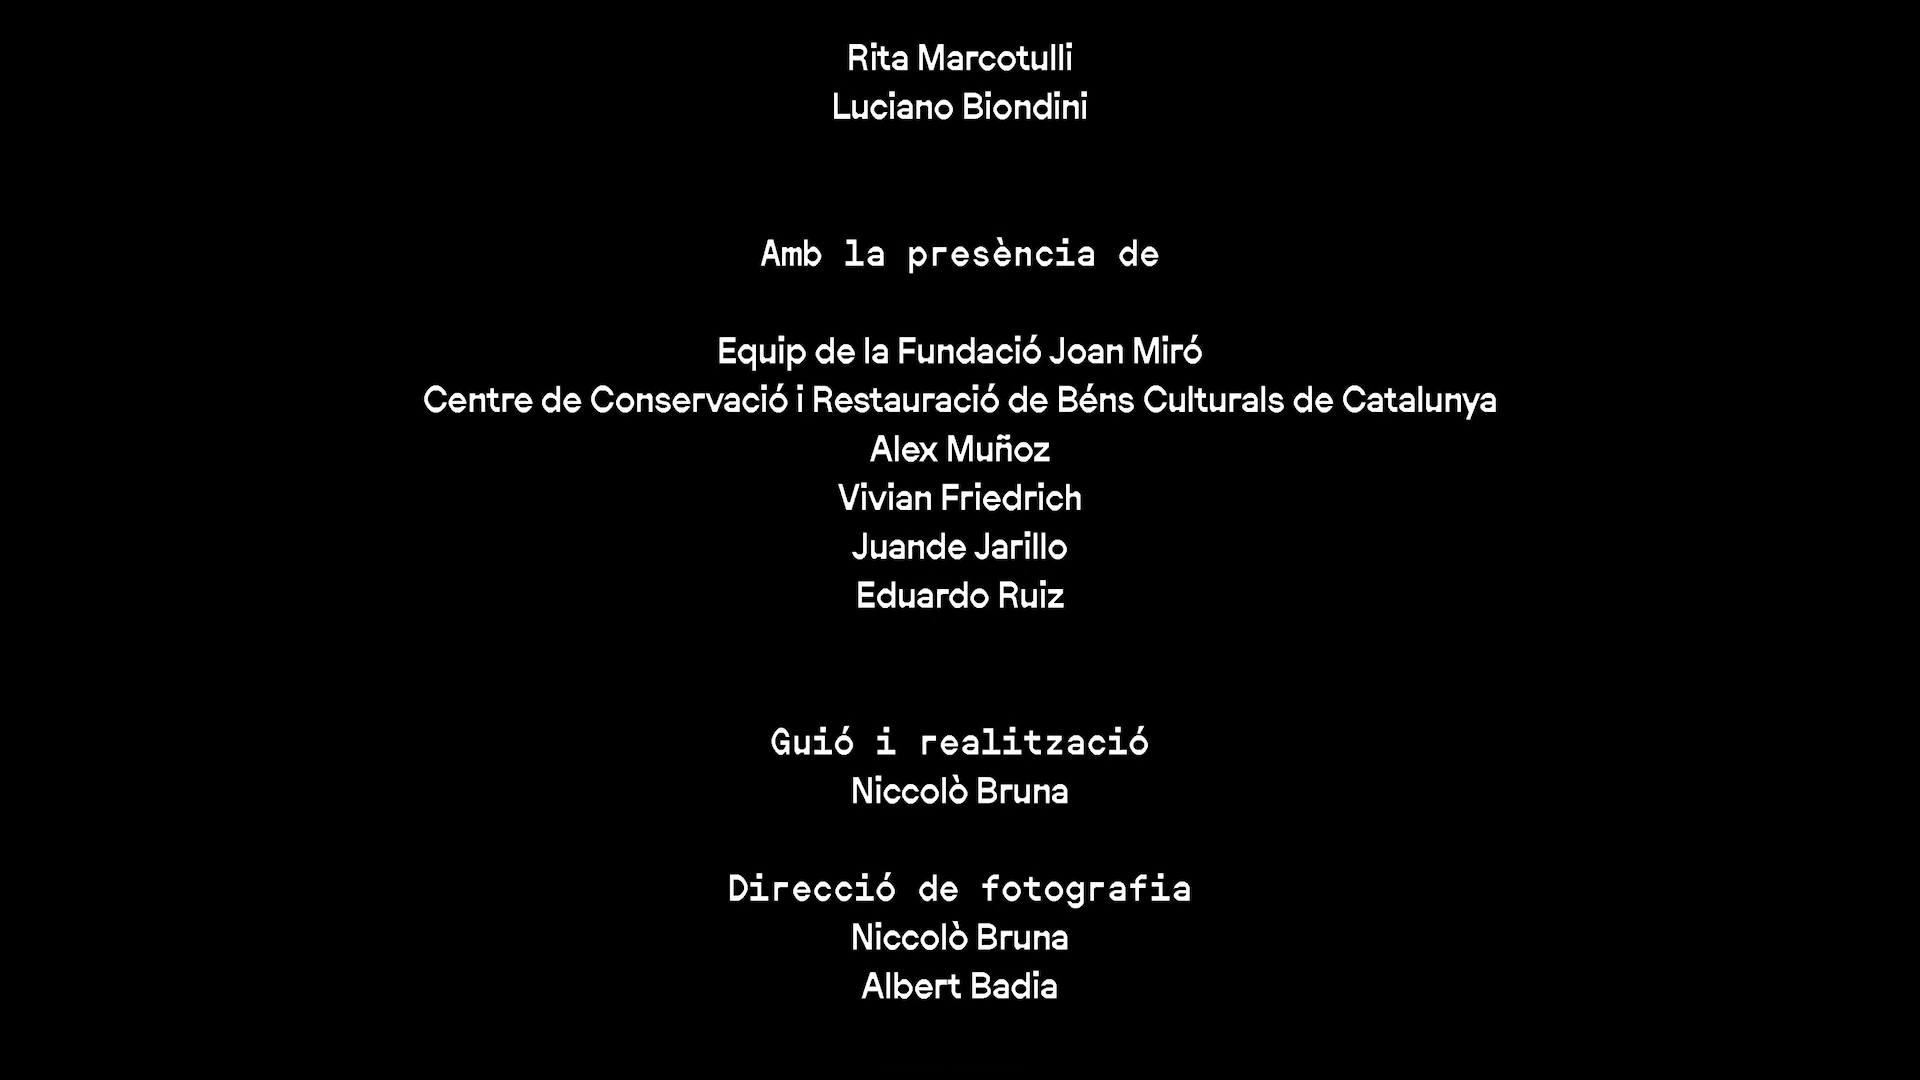 Rita Marcotulli
Luciano Biondini
Amb la presència de
Equip de la Fundació Joan Miró
Centre de Conservació i Restauració de Béns Culturals de Catalunya
Alex Muñoz
Vivian Friedrich
Juande Jarillo
Eduardo Ruiz
Guió i realització
Niccolò Bruna
Direcció de fotografia
Niccolò Bruna
Albert Badia